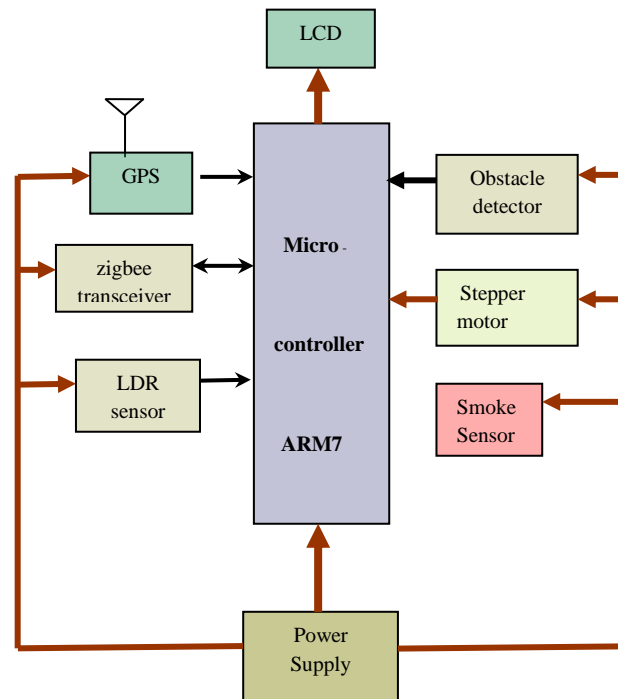 LCD
GPS
Obstacle
detector
Micro -
zigbee
transceiver
Stepper
motor
controller
LDR
sensor
Smoke
Sensor
ARM7
Power
Supply